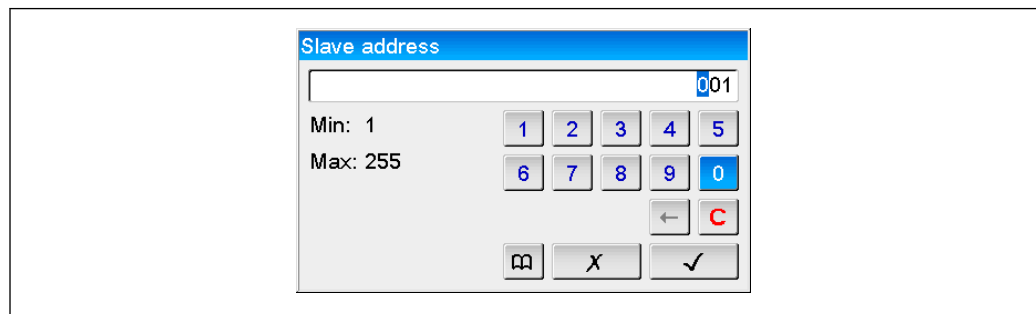 Slave address
001
Min: 1
1 2 3 4 5
Max: 255
6 7 8 9 0
← C
X ✓